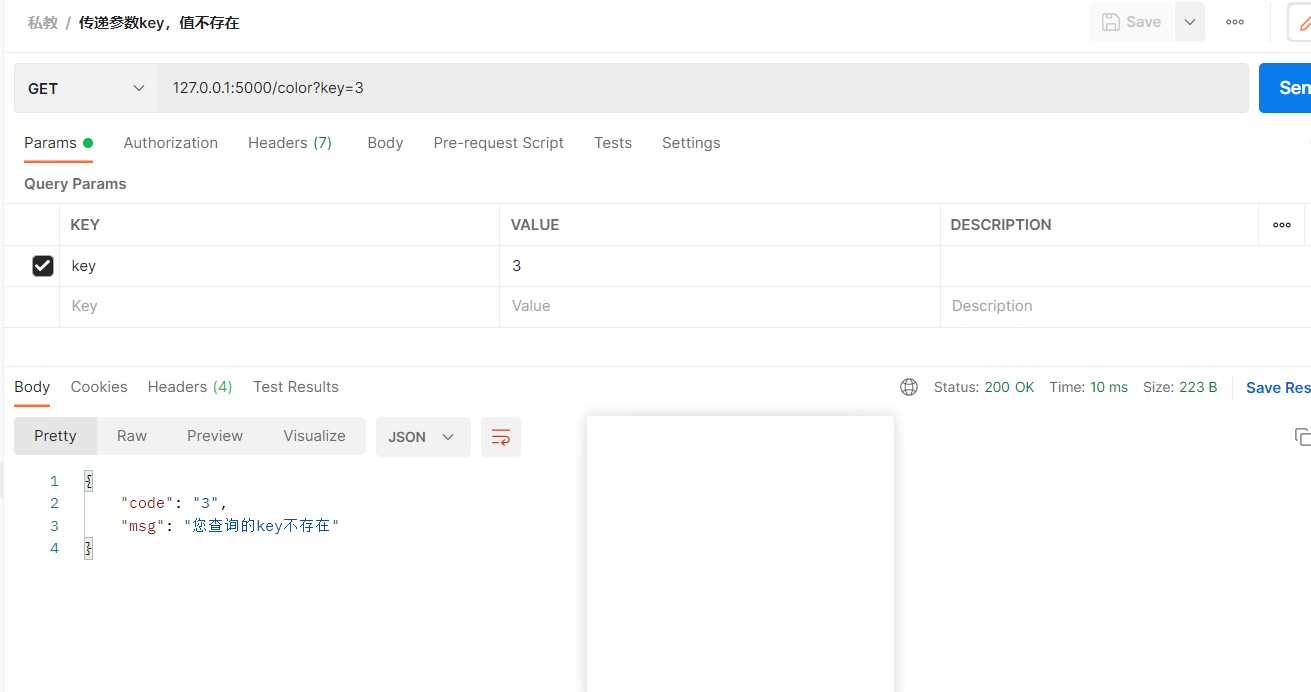 私教 / 传递参数key，值不存在
Save
GET 127.0.0.1:5000/color?key=3
Params Authorization Headers (7) Body Pre-request Script Tests Settings
Query Params
KEY VALUE DESCRIPTION
key 3
Key Value Description
Body Cookies Headers (4) Test Results Status: 200 OK Time: 10 ms Size: 223 B
Pretty Raw Preview Visualize JSON
1 {
2 "code": "3",
3 "msg": "您查询的key不存在"
4 }